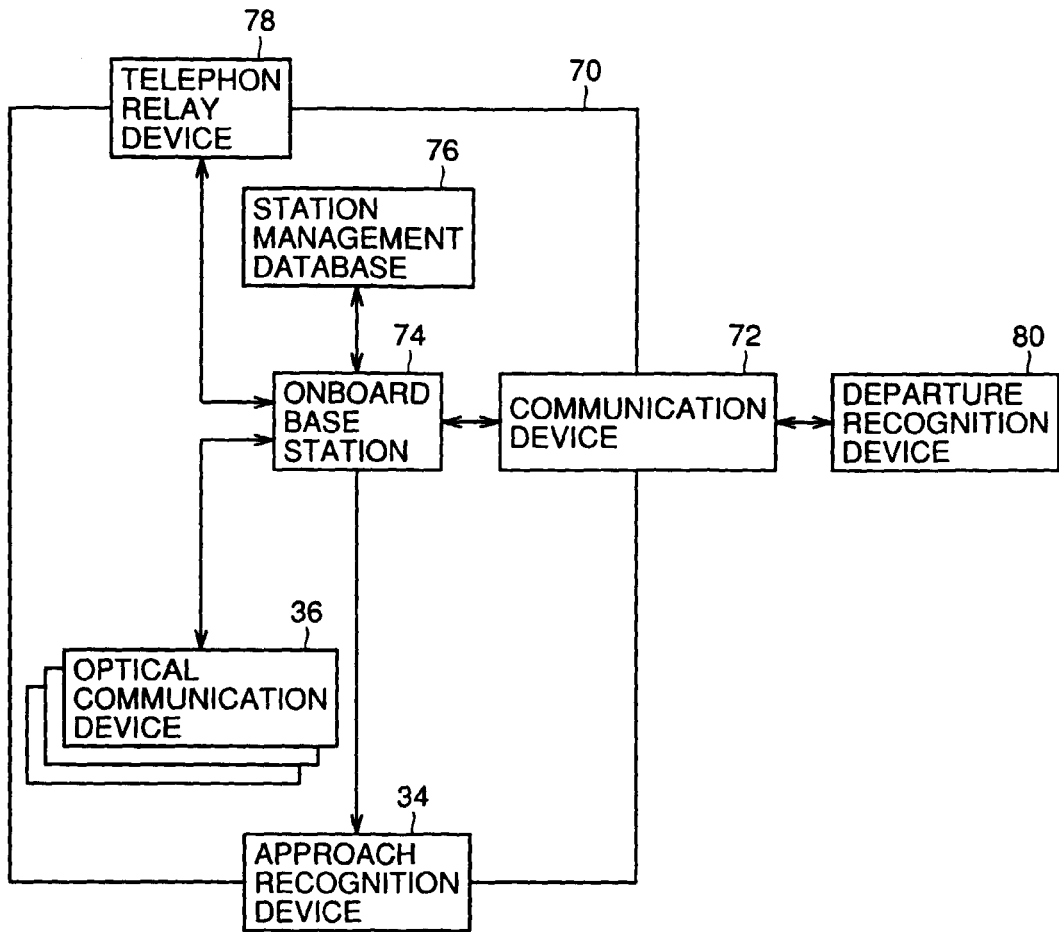 78
TELEPHON
RELAY
DEVICE
70
76
STATION
MANAGEMENT
DATABASE
74
ONBOARD
BASE
STATION
72
COMMUNICATION
DEVICE
80
DEPARTURE
RECOGNITION
DEVICE
36
OPTICAL
COMMUNICATION
DEVICE
34
APPROACH
RECOGNITION
DEVICE